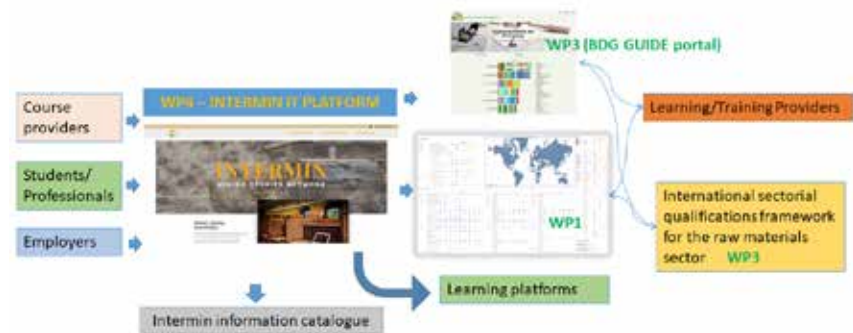 WP3 (BDG GUIDE portal)
Course
providers
WP4 – INTERMIN IT PLATFORM
Learning/Training Providers
Students/
Professionals
INTERMIN
Employers
WP1
International sectorial
qualifications framework
for the raw materials
sector WP3
Learning platforms
Intermin information catalogue